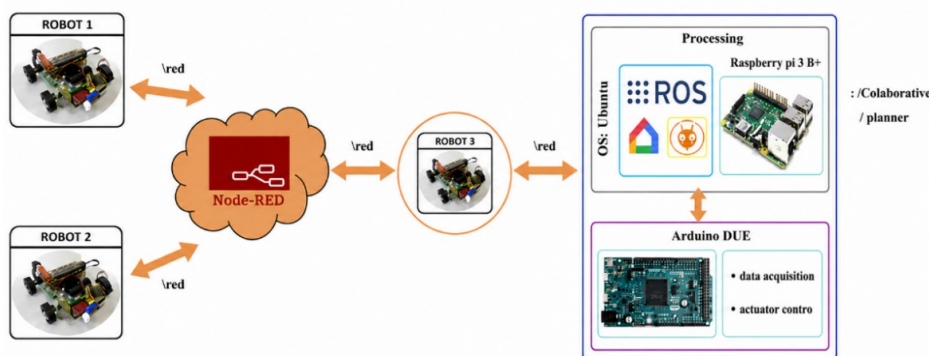 ROBOT 1
\red
ROBOT 2
\red
Node-RED
\red
ROBOT 3
\red
Processing
OS: Ubuntu
ROS
Raspberry pi 3 B+
: /Colaborative
/ planner
Arduino DUE
• data acquisition
• actuator contro